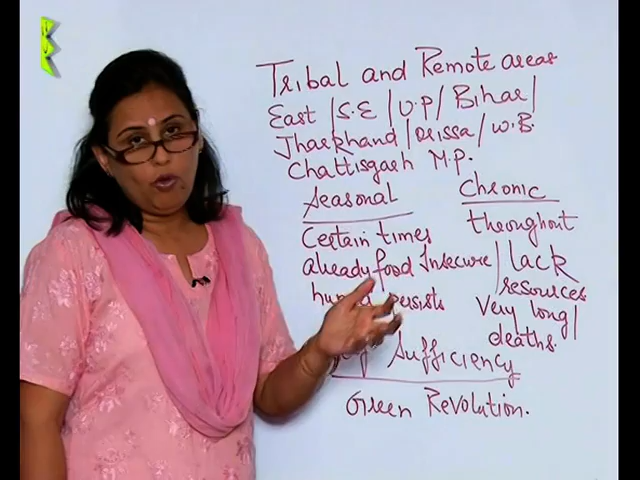 Tribal and Remote areas
East / S.E / U.P / Bihar /
Jharkhand / Orissa / W.B.
Chattisgarh M.P.
Seasonal
Certain times
already food Insecure
persists
Chronic
throughout
lack
resources
Very long
deaths.
Sufficiency
Green Revolution.